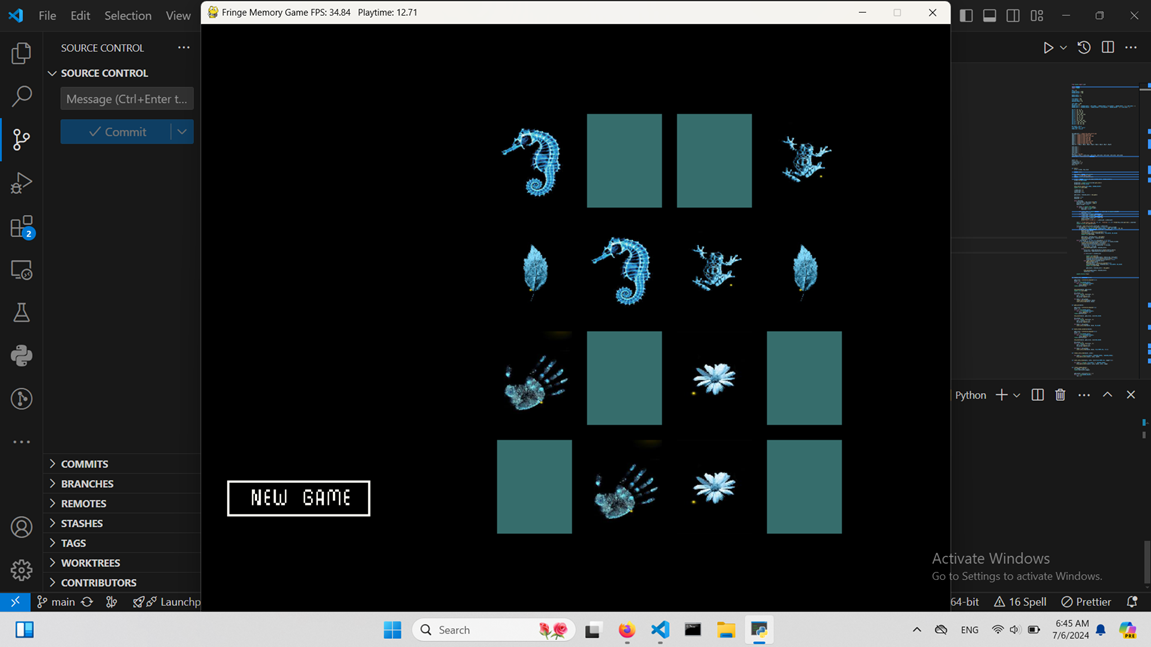 File Edit Selection View
Fringe Memory Game FPS: 34.84 Playtime: 12.71
SOURCE CONTROL
SOURCE CONTROL
Message (Ctrl+Enter t...
Commit
2
Python
NEW GAME
COMMITS
BRANCHES
REMOTES
STASHES
TAGS
WORKTREES
CONTRIBUTORS
Activate Windows
Go to Settings to activate Windows.
main
Launchp
64-bit
16 Spell
Prettier
Search
ENG
6:45 AM
7/6/2024
PRE